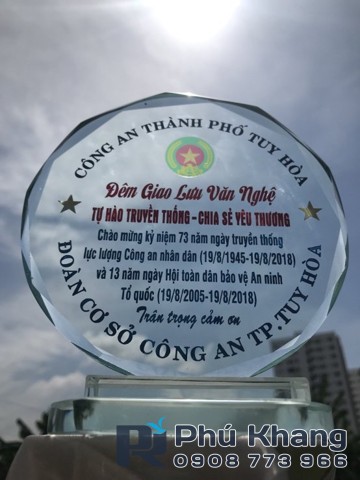 CÔNG AN THÀNH PHỐ TUY HÒA
Đêm Giao Lưu Văn Nghệ
TỰ HÀO TRUYỀN THỐNG - CHIA SẺ YÊU THƯƠNG
Chào mừng kỷ niệm 73 năm ngày truyền thống
lực lượng Công an nhân dân (19/8/1945-19/8/2018)
và 13 năm ngày Hội toàn dân bảo vệ An ninh
Tổ quốc (19/8/2005-19/8/2018)
Trân trọng cảm ơn
ĐOÀN CƠ SỞ CÔNG AN TP.TUY HÒA
Phú Khang
0908 773 966